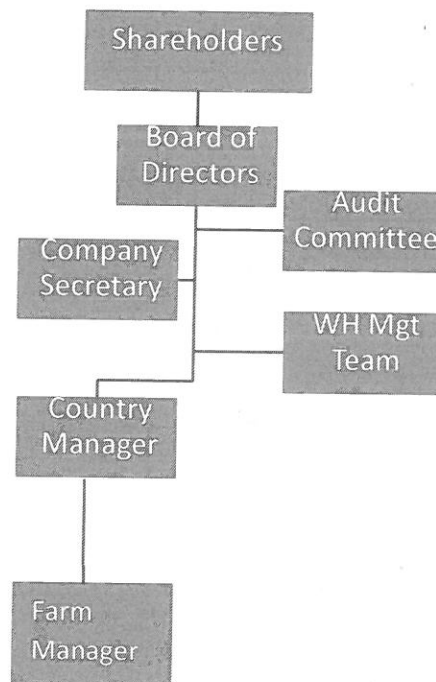 Shareholders
Board of
Directors
Audit
Committee
Company
Secretary
WH Mgt
Team
Country
Manager
Farm
Manager